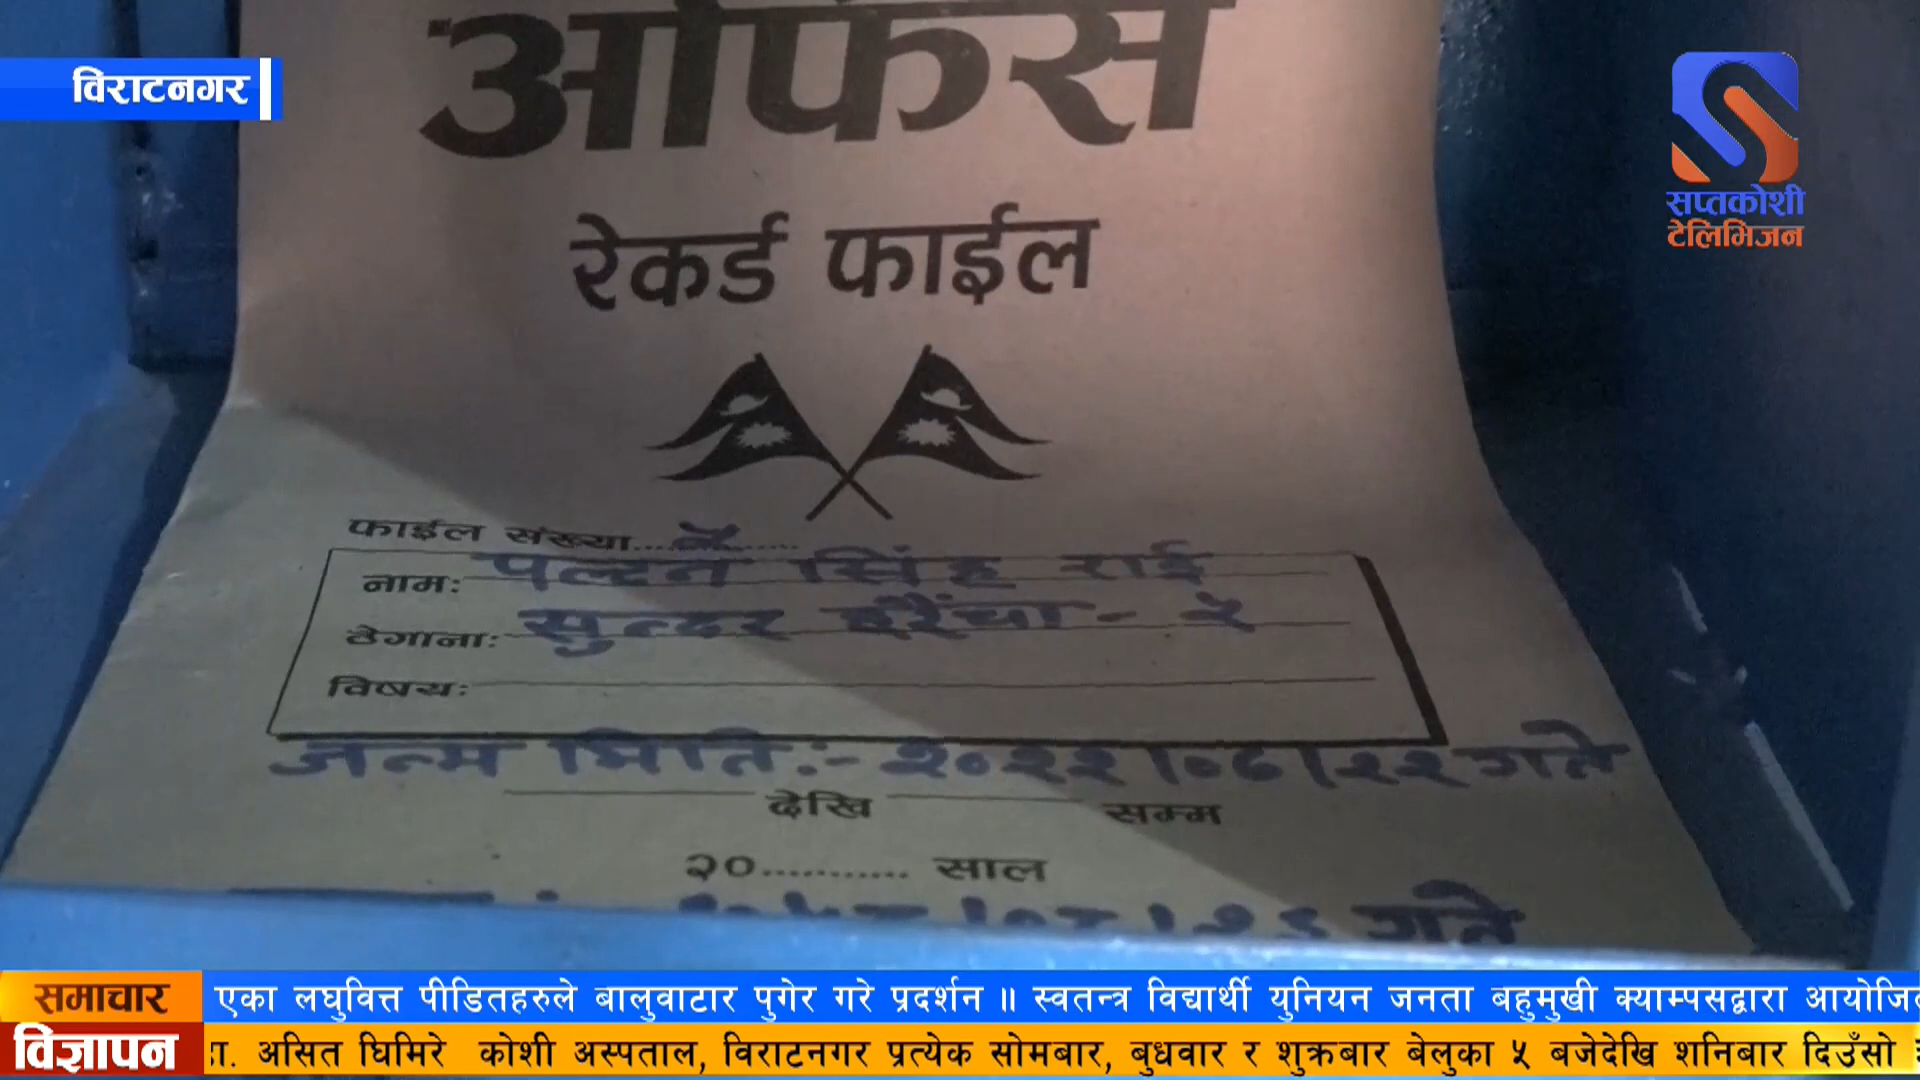 विराटनगर
अफिस
रेकर्ड फाईल
सप्तकोशी
टेलिभिजन
फाईल संख्या............
नामः पल्टने सिंह राई
ठेगानाः सुन्दर हरैंचा - २
विषयः
जन्म मितिः- २०२२।०८।२२ गते
देखि सम्म
२०........... साल
गते
समाचार एका लघुवित्त पीडितहरुले बालुवाटार पुगेर गरे प्रदर्शन ॥ स्वतन्त्र विद्यार्थी युनियन जनता बहुमुखी क्याम्पसद्वारा
विज्ञापन असित घिमिरे कोशी अस्पताल, विराटनगर प्रत्येक सोमबार, बुधवार र शुक्रबार बेलुका ५ बजेदेखि शनिबार दिउँसो